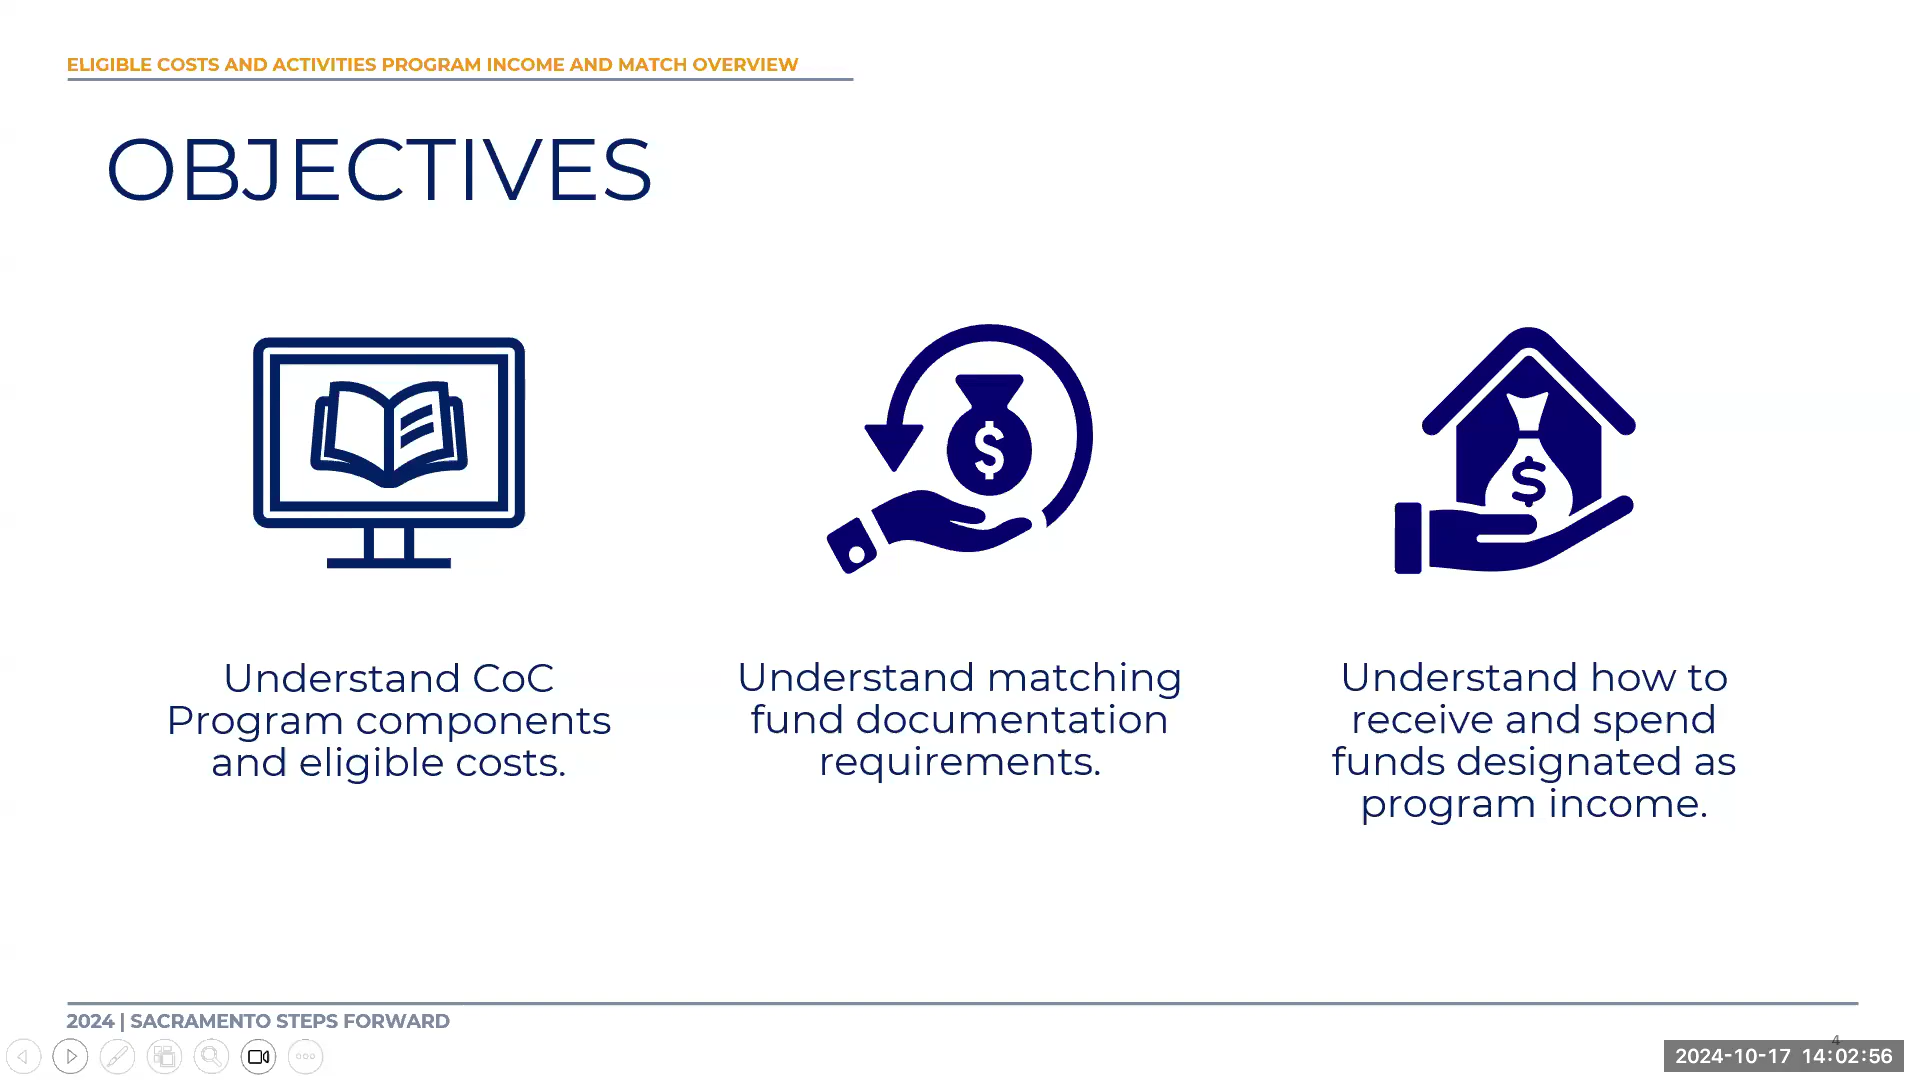 ELIGIBLE COSTS AND ACTIVITIES PROGRAM INCOME AND MATCH OVERVIEW
OBJECTIVES
$
$
Understand CoC
Program components
and eligible costs.
Understand matching
fund documentation
requirements.
Understand how to
receive and spend
funds designated as
program income.
2024 | SACRAMENTO STEPS FORWARD
4
2024-10-17 14:02:56